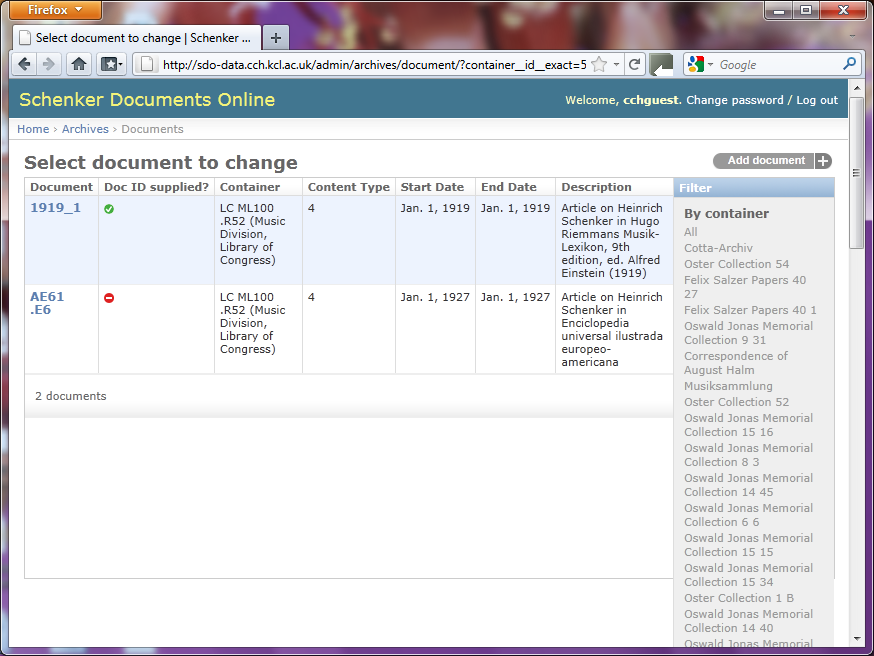 Firefox
Select document to change | Schenker ...
http://sdo-data.cch.kcl.ac.uk/admin/archives/document/?container__id__exact=5
Google
Schenker Documents Online
Welcome, cchguest. Change password / Log out
Home › Archives › Documents
Select document to change
Add document
Document Doc ID supplied? Container Content Type Start Date End Date Description
1919_1
LC ML100
.R52 (Music
Division,
Library of
Congress)
4
Jan. 1, 1919
Jan. 1, 1919
Article on Heinrich
Schenker in Hugo
Riemmans Musik-
Lexikon, 9th
edition, ed. Alfred
Einstein (1919)
AE61
.E6
LC ML100
.R52 (Music
Division,
Library of
Congress)
4
Jan. 1, 1927
Jan. 1, 1927
Article on Heinrich
Schenker in
Enciclopedia
universal ilustrada
europeo-
americana
2 documents
Filter
By container
All
Cotta-Archiv
Oster Collection 54
Felix Salzer Papers 40
27
Felix Salzer Papers 40 1
Oswald Jonas Memorial
Collection 9 31
Correspondence of
August Halm
Musiksammlung
Oster Collection 52
Oswald Jonas Memorial
Collection 15 16
Oswald Jonas Memorial
Collection 8 3
Oswald Jonas Memorial
Collection 14 45
Oswald Jonas Memorial
Collection 6 6
Oswald Jonas Memorial
Collection 15 15
Oswald Jonas Memorial
Collection 15 34
Oster Collection 1 B
Oswald Jonas Memorial
Collection 14 40
Oswald Jonas Memorial